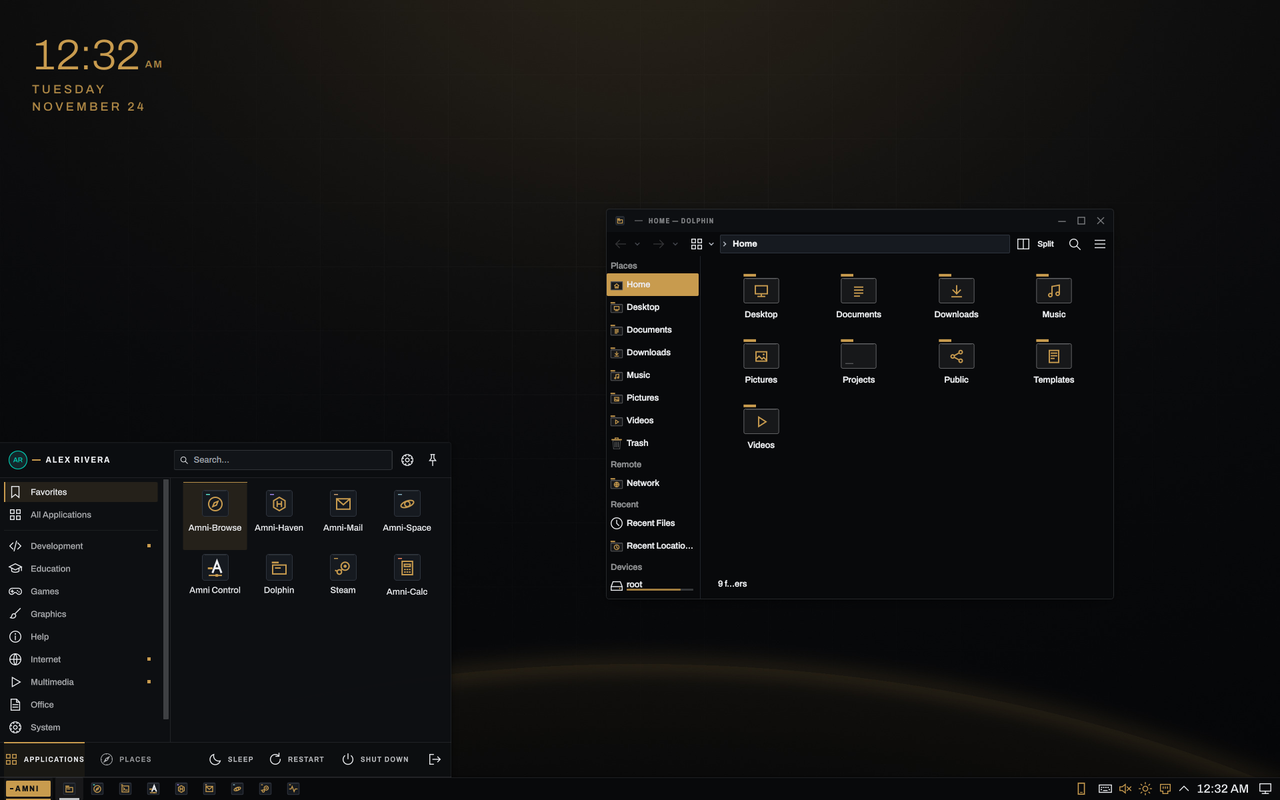 12:32 AM
TUESDAY
NOVEMBER 24
— HOME — DOLPHIN
Home
Split
Places
Home
Desktop
Documents
Downloads
Music
Pictures
Videos
Trash
Remote
Network
Recent
Recent Files
Recent Locatio...
Devices
root
Desktop
Documents
Downloads
Music
Pictures
Projects
Public
Templates
Videos
9 f...ers
AR
— ALEX RIVERA
Search...
Favorites
All Applications
Development
Education
Games
Graphics
Help
Internet
Multimedia
Office
System
Amni-Browse
Amni-Haven
Amni-Mail
Amni-Space
Amni Control
Dolphin
Steam
Amni-Calc
APPLICATIONS
PLACES
SLEEP
RESTART
SHUT DOWN
–AMNI
12:32 AM